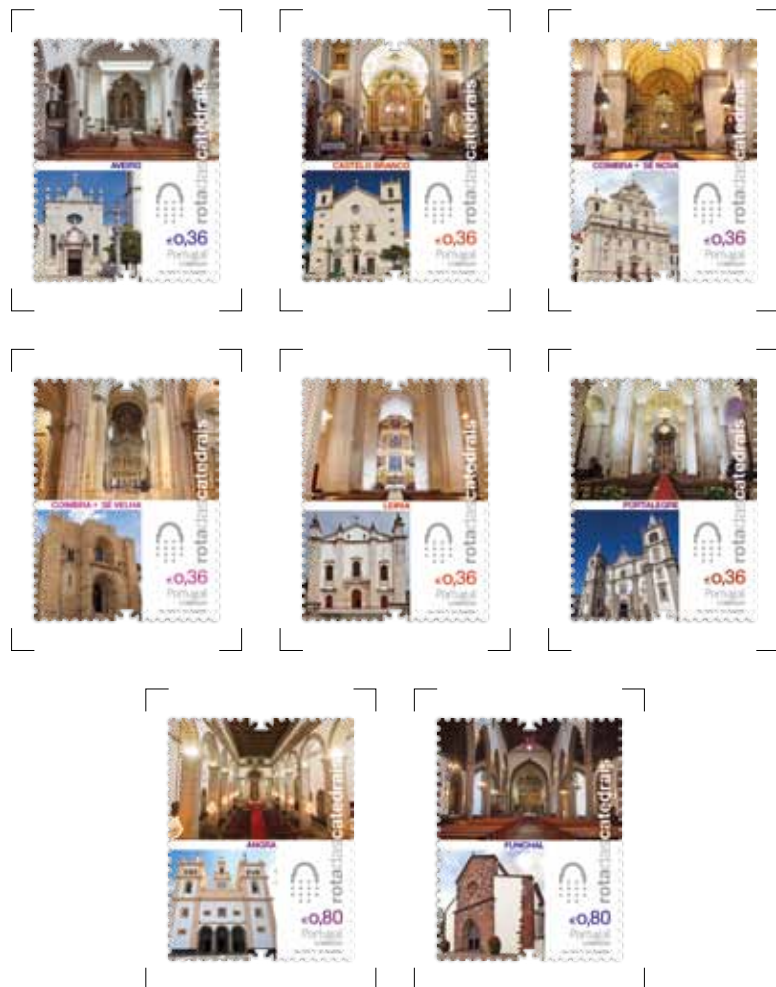 rotadascatedrais
AVEIRO
€0,36
Portugal
rotadascatedrais
CASTELO BRANCO
€0,36
Portugal
rotadascatedrais
COIMBRA - SÉ NOVA
€0,36
Portugal
rotadascatedrais
COIMBRA - SÉ VELHA
€0,36
Portugal
rotadascatedrais
LEIRIA
€0,36
Portugal
rotadascatedrais
PORTALEGRE
€0,36
Portugal
rotadascatedrais
ANGRA
€0,80
Portugal
rotadascatedrais
FUNCHAL
€0,80
Portugal